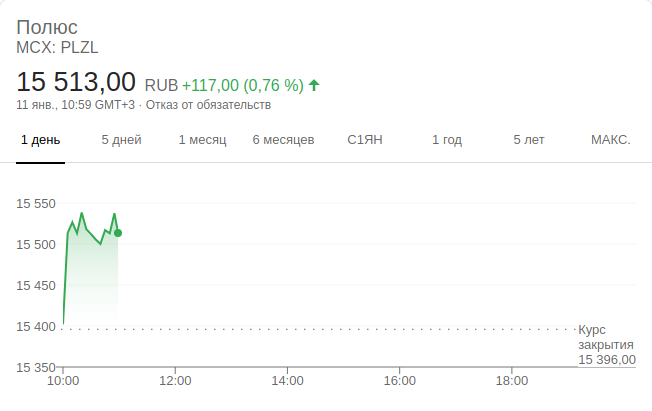 Полюс
MCX: PLZL
15 513,00 RUB +117,00 (0,76 %)
11 янв., 10:59 GMT+3 · Отказ от обязательств
1 день 5 дней 1 месяц 6 месяцев С1ЯН 1 год 5 лет МАКС.
15 550
15 500
15 450
15 400
Курс
закрытия
15 396,00
15 350
10:00 12:00 14:00 16:00 18:00